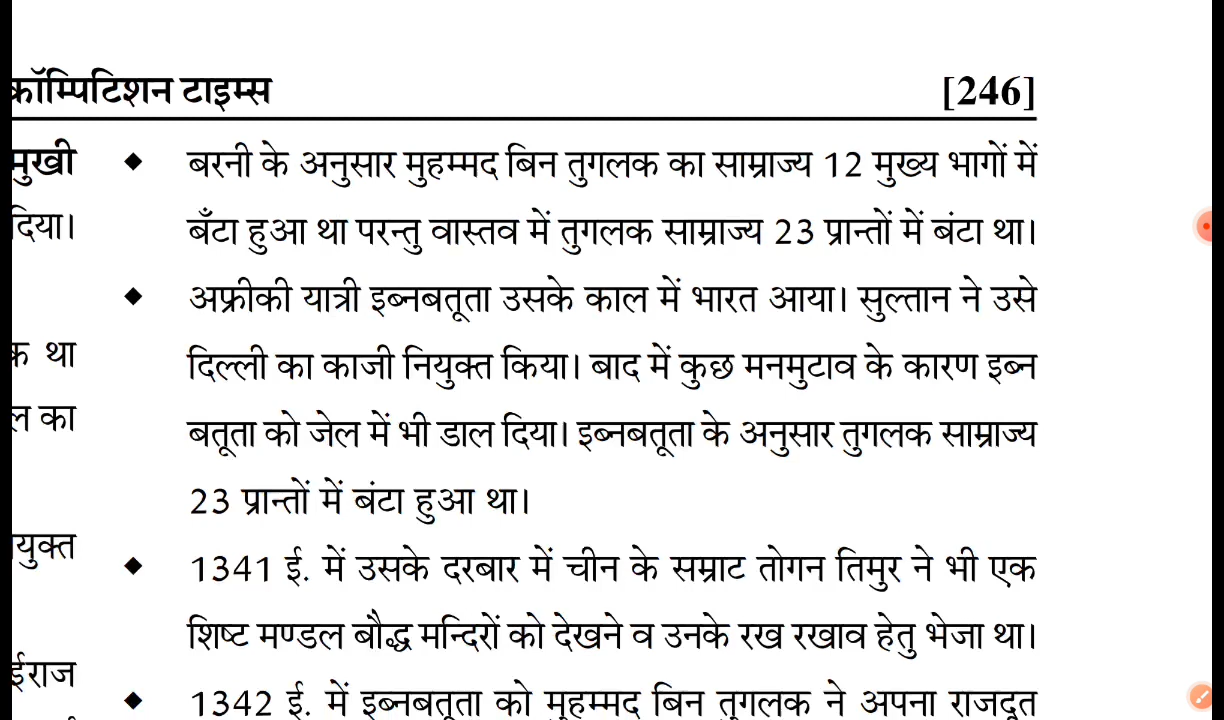 कॉम्पिटिशन टाइम्स [246]
मुखी
दिया।
था
का
बरनी के अनुसार मुहम्मद बिन तुगलक का साम्राज्य 12 मुख्य भागों में
बँटा हुआ था परन्तु वास्तव में तुगलक साम्राज्य 23 प्रान्तों में बंटा था।
अफ्रीकी यात्री इब्नबतूता उसके काल में भारत आया। सुल्तान ने उसे
दिल्ली का काजी नियुक्त किया। बाद में कुछ मनमुटाव के कारण इब्न
बतूता को जेल में भी डाल दिया। इब्नबतूता के अनुसार तुगलक साम्राज्य
23 प्रान्तों में बंटा हुआ था।
1341 ई. में उसके दरबार में चीन के सम्राट तोगन तिमुर ने भी एक
शिष्ट मण्डल बौद्ध मन्दिरों को देखने व उनके रख रखाव हेतु भेजा था।
1342 ई. में इब्नबतूता को मुहम्मद बिन तुगलक ने अपना राजदूत